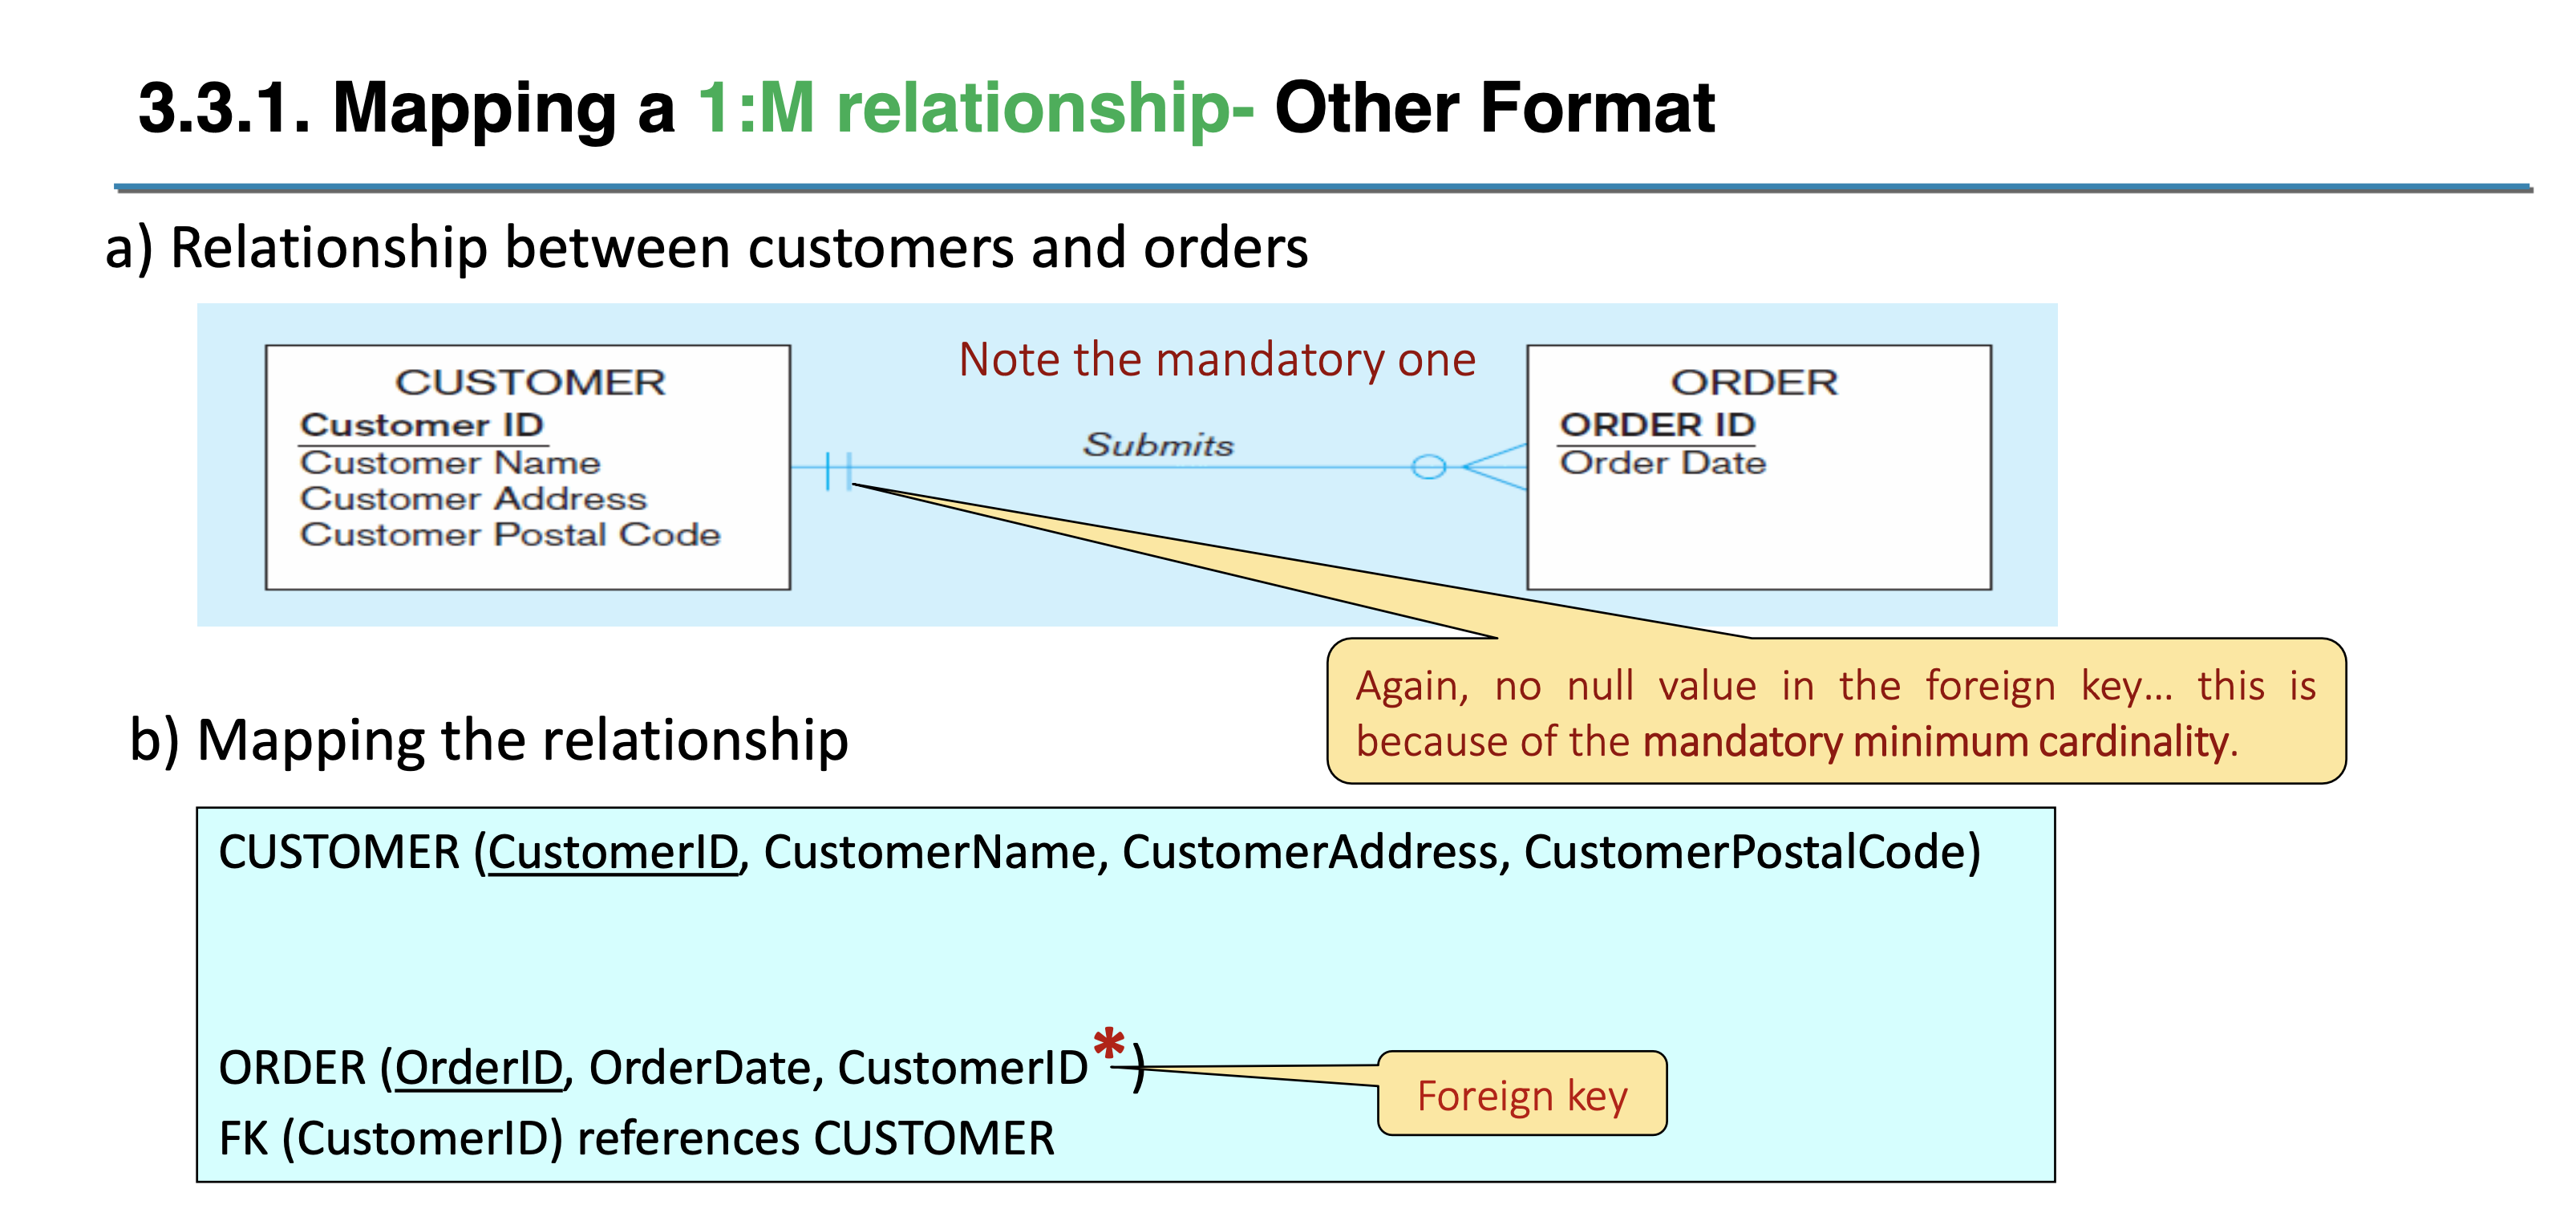 3.3.1. Mapping a 1:M relationship- Other Format
a) Relationship between customers and orders
Note the mandatory one
CUSTOMER
Customer ID
Customer Name
Customer Address
Customer Postal Code
Submits
ORDER
ORDER ID
Order Date
Again, no null value in the foreign key... this is
because of the mandatory minimum cardinality.
b) Mapping the relationship
CUSTOMER (CustomerID, CustomerName, CustomerAddress, CustomerPostalCode)
ORDER (OrderID, OrderDate, CustomerID*)
Foreign key
FK (CustomerID) references CUSTOMER